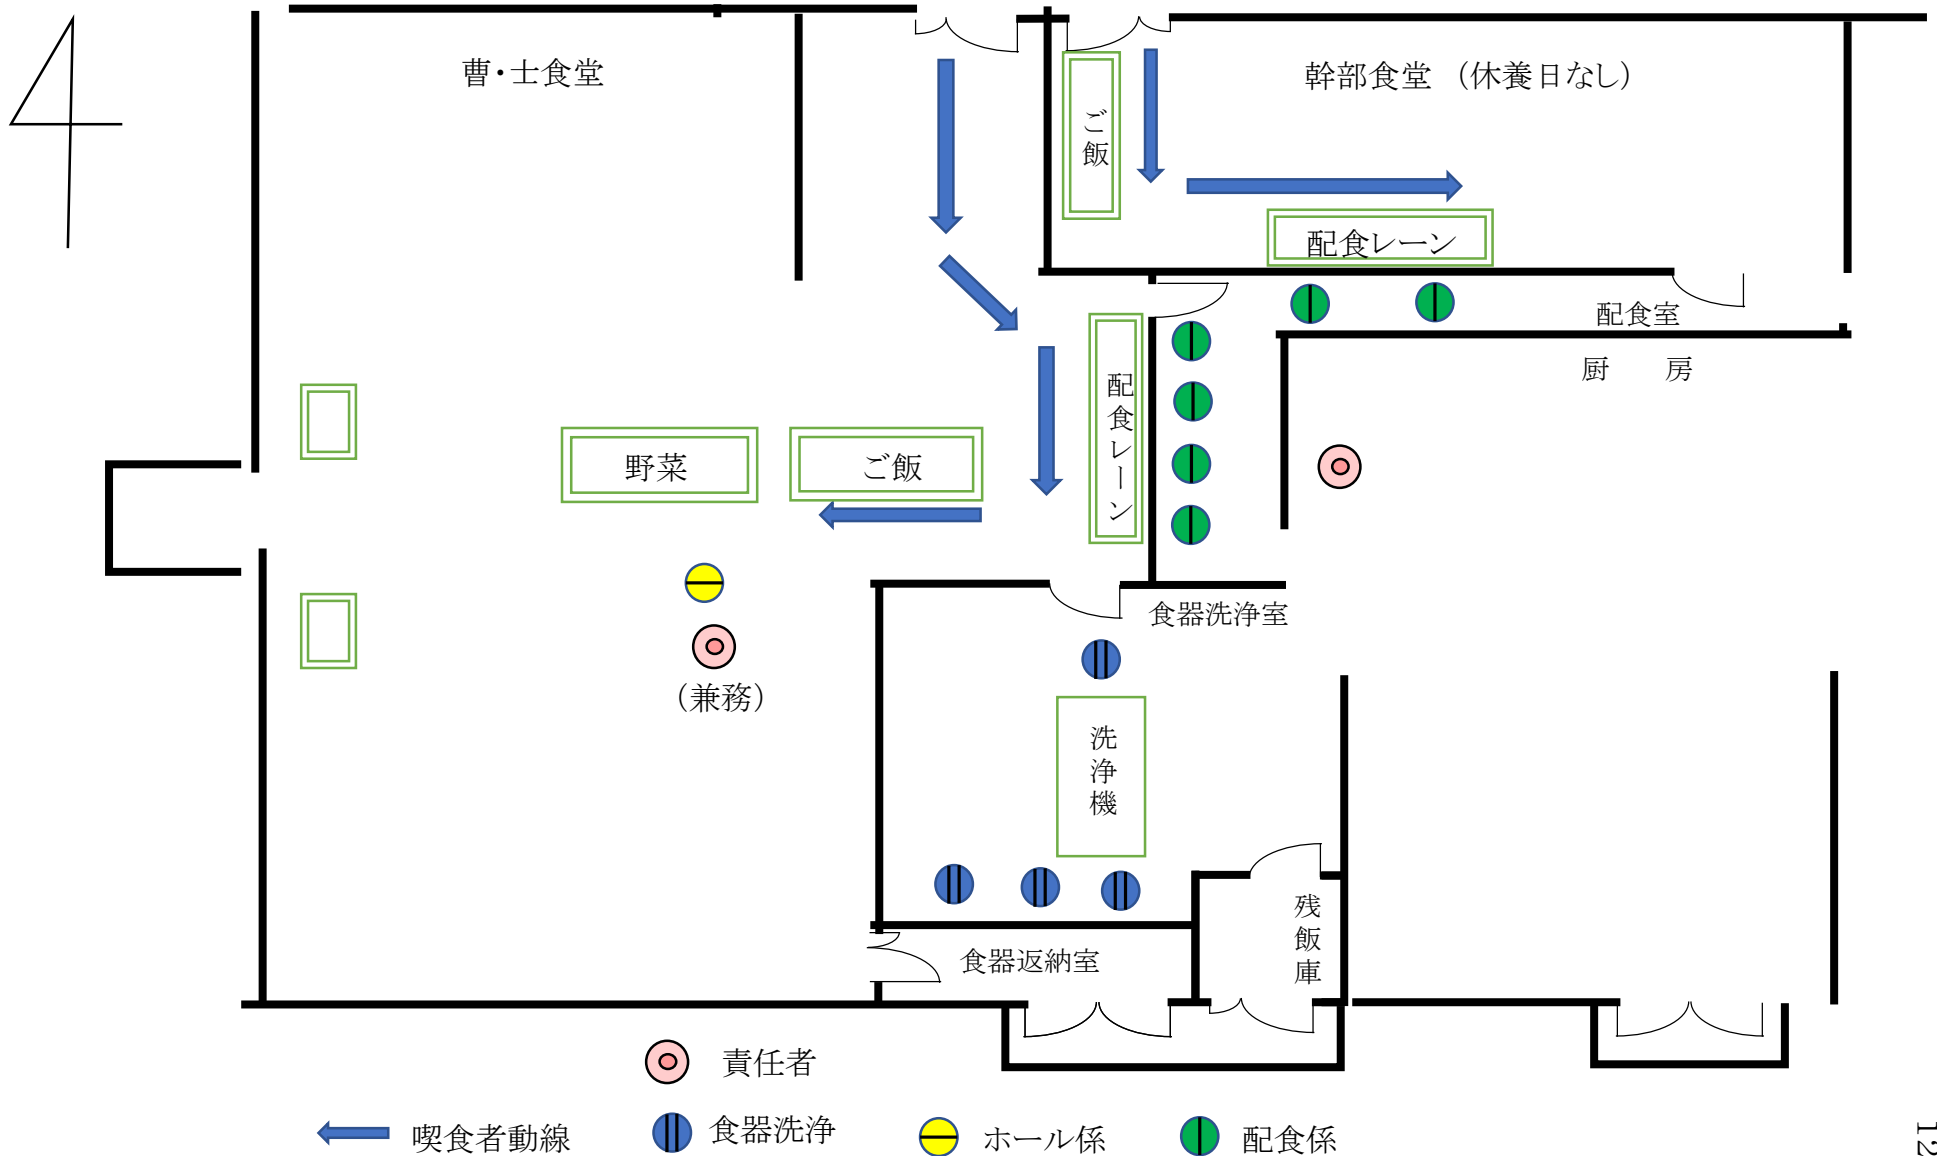 曹・士食堂
幹部食堂（休養日なし）
ご飯
配食レーン
配食室
厨　房
配食レーン
野菜
ご飯
食器洗浄室
（兼務）
洗浄機
残飯庫
食器返納室
責任者
喫食者動線
食器洗浄
ホール係
配食係
12